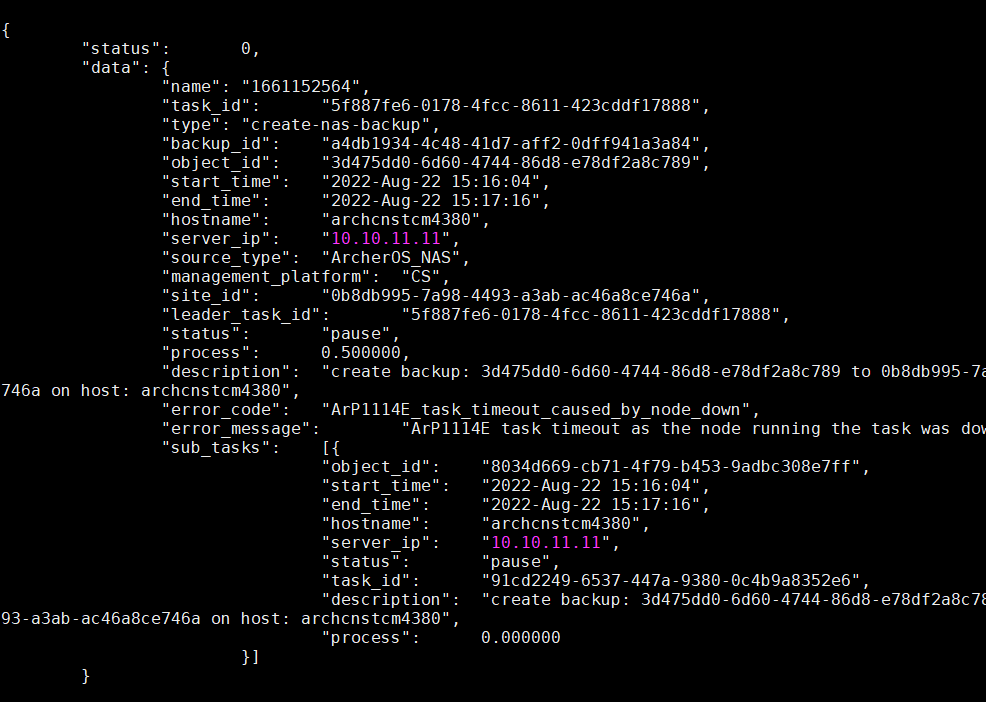 {
"status": 0,
"data": {
"name": "1661152564",
"task_id": "5f887fe6-0178-4fcc-8611-423cddf17888",
"type": "create-nas-backup",
"backup_id": "a4db1934-4c48-41d7-aff2-0dff941a3a84",
"object_id": "3d475dd0-6d60-4744-86d8-e78df2a8c789",
"start_time": "2022-Aug-22 15:16:04",
"end_time": "2022-Aug-22 15:17:16",
"hostname": "archcnstcm4380",
"server_ip": "10.10.11.11",
"source_type": "ArcherOS_NAS",
"management_platform": "CS",
"site_id": "0b8db995-7a98-4493-a3ab-ac46a8ce746a",
"leader_task_id": "5f887fe6-0178-4fcc-8611-423cddf17888",
"status": "pause",
"process": 0.500000,
"description": "create backup: 3d475dd0-6d60-4744-86d8-e78df2a8c789 to 0b8db995-7a
746a on host: archcnstcm4380",
"error_code": "ArP1114E_task_timeout_caused_by_node_down",
"error_message": "ArP1114E task timeout as the node running the task was dow
"sub_tasks": [{
"object_id": "8034d669-cb71-4f79-b453-9adbc308e7ff",
"start_time": "2022-Aug-22 15:16:04",
"end_time": "2022-Aug-22 15:17:16",
"hostname": "archcnstcm4380",
"server_ip": "10.10.11.11",
"status": "pause",
"task_id": "91cd2249-6537-447a-9380-0c4b9a8352e6",
"description": "create backup: 3d475dd0-6d60-4744-86d8-e78df2a8c78
93-a3ab-ac46a8ce746a on host: archcnstcm4380",
"process": 0.000000
}]
}